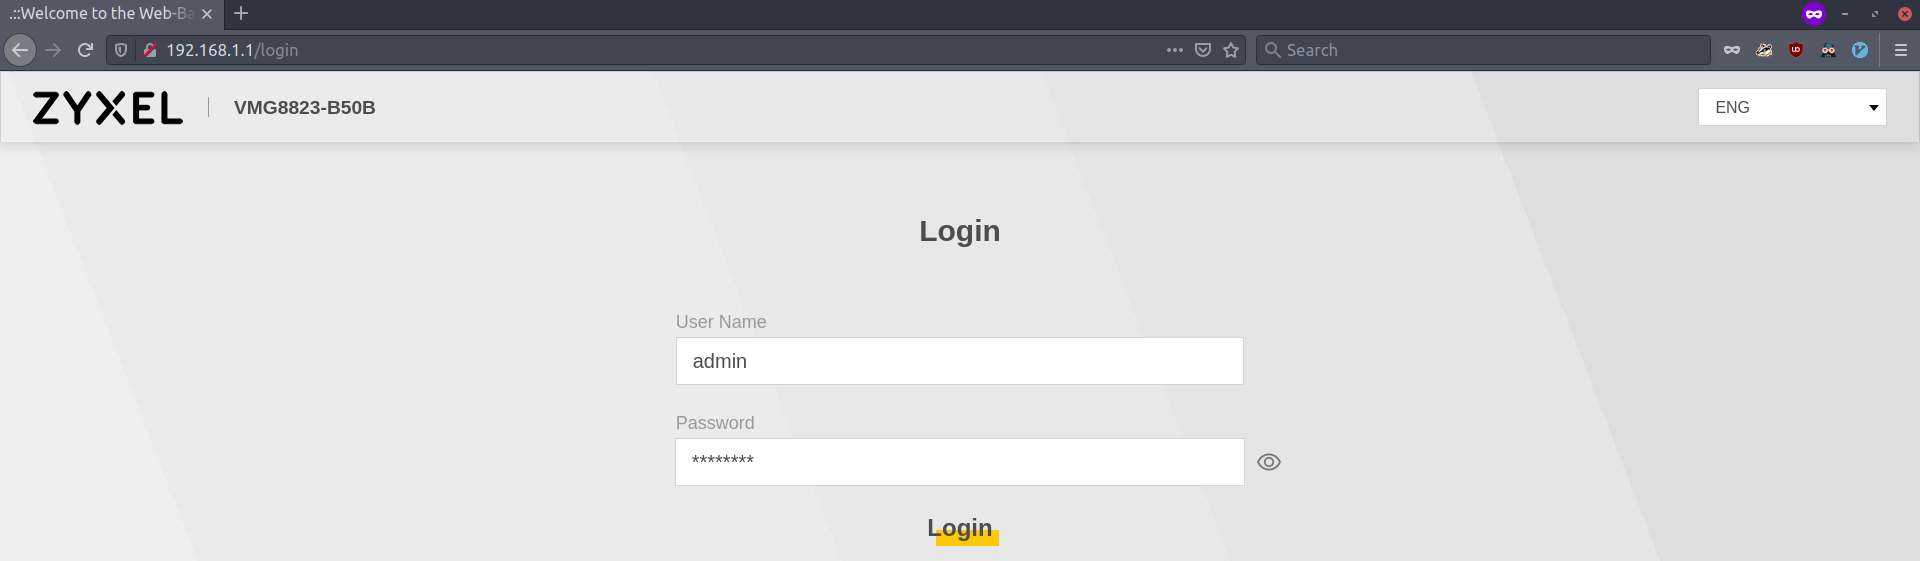 .::Welcome to the Web-Ba
192.168.1.1/login
Search
ZYXEL
VMG8823-B50B
ENG
Login
User Name
admin
Password
********
Login